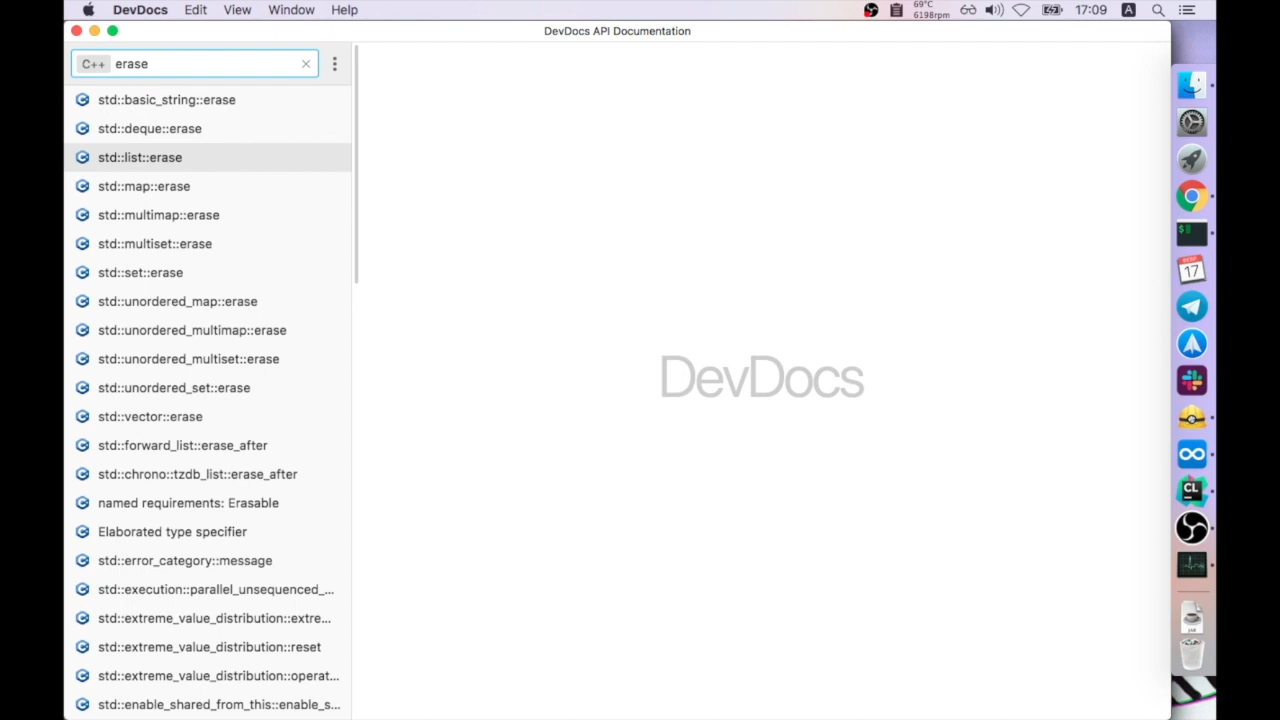 DevDocs Edit View Window Help
69°C
6198rpm
17:09
A
DevDocs API Documentation
C++ erase
std::basic_string::erase
std::deque::erase
std::list::erase
std::map::erase
std::multimap::erase
std::multiset::erase
std::set::erase
std::unordered_map::erase
std::unordered_multimap::erase
std::unordered_multiset::erase
std::unordered_set::erase
std::vector::erase
std::forward_list::erase_after
std::chrono::tzdb_list::erase_after
named requirements: Erasable
Elaborated type specifier
std::error_category::message
std::execution::parallel_unsequenced_...
std::extreme_value_distribution::extre...
std::extreme_value_distribution::reset
std::extreme_value_distribution::operat...
std::enable_shared_from_this::enable_s...
DevDocs
$
17
CL
JAR